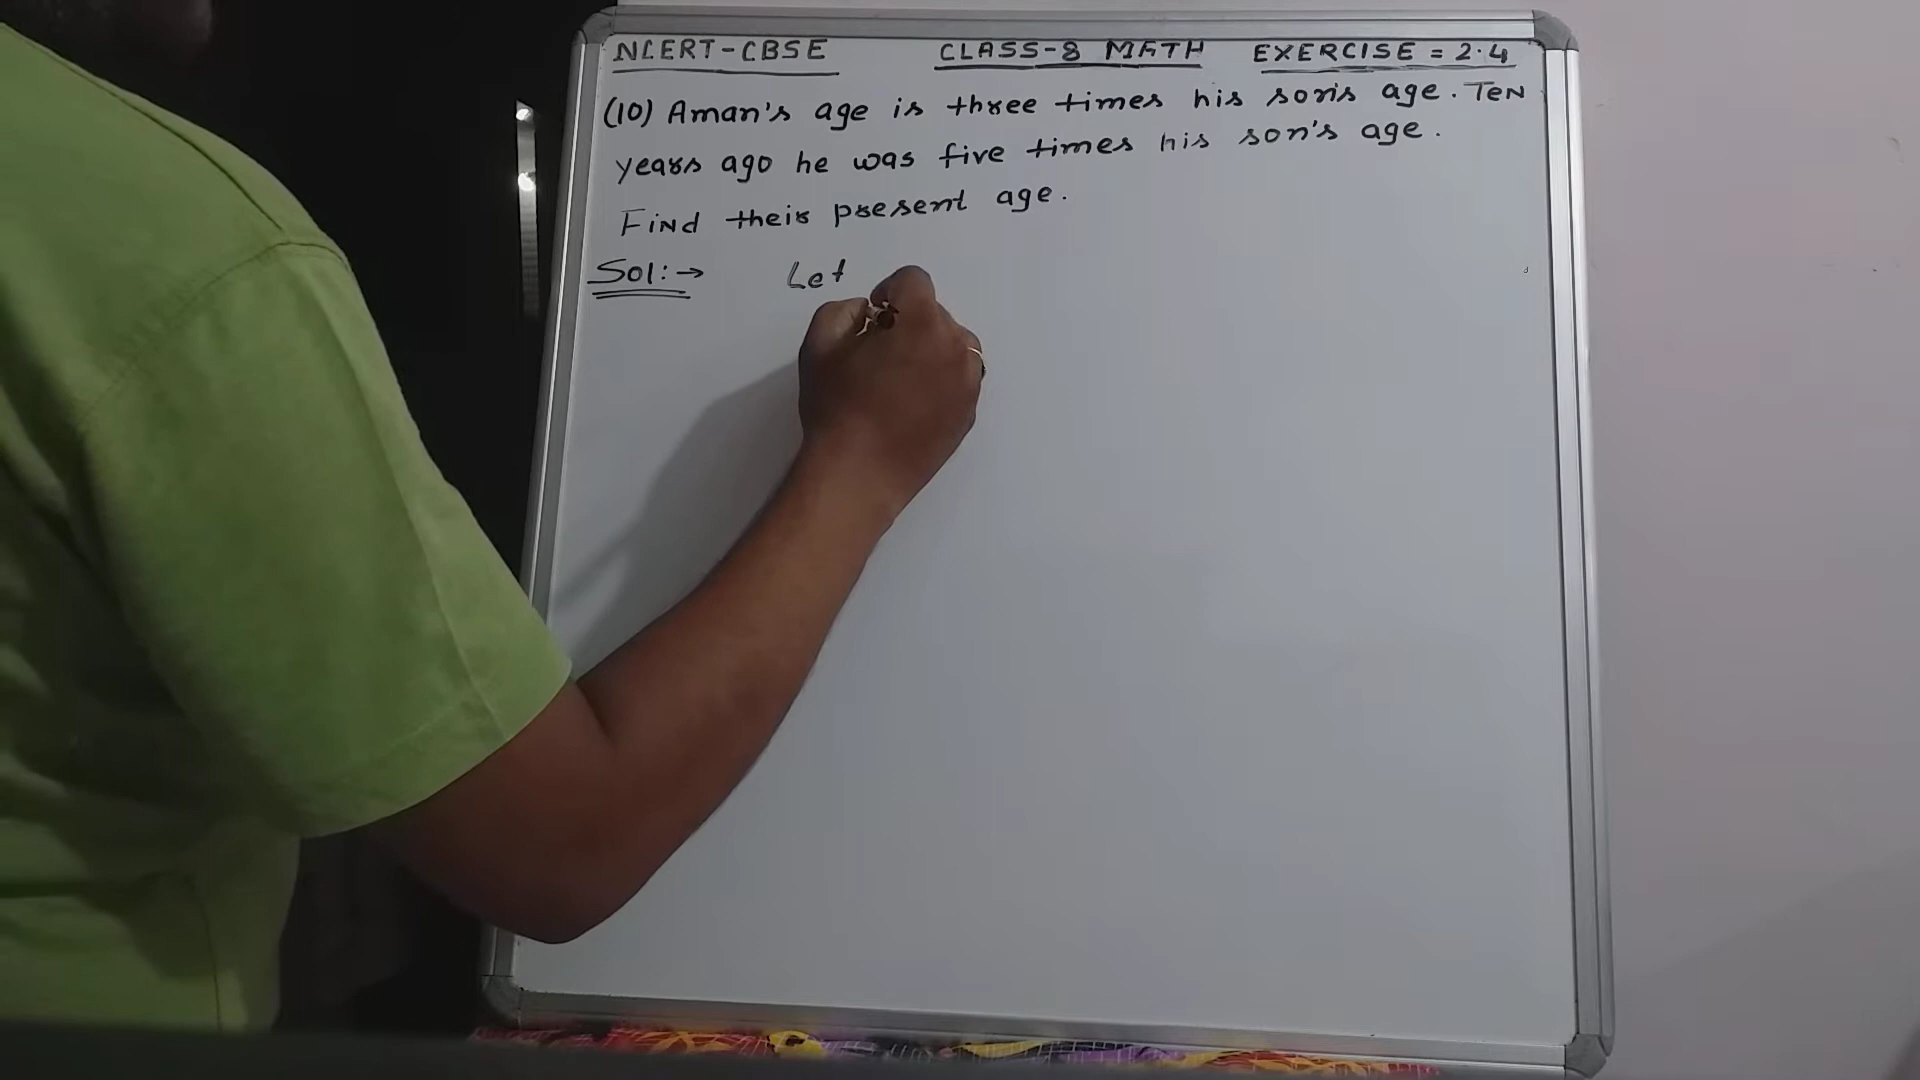 NCERT-CBSE CLASS-8 MATH EXERCISE = 2.4
(10) Aman's age is three times his son's age. TeN
years ago he was five times his son's age.
FiNd their present age.
Sol:→ Let